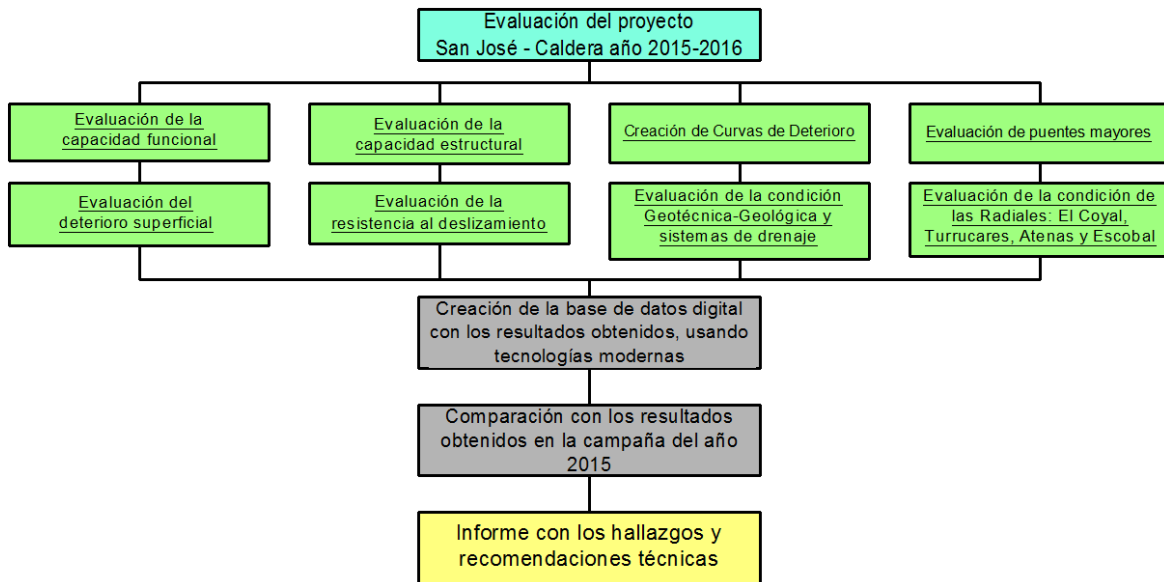 Evaluación del proyecto
San José - Caldera año 2015-2016
Evaluación de la
capacidad funcional
Evaluación de la
capacidad estructural
Creación de Curvas de Deterioro
Evaluación de puentes mayores
Evaluación del
deterioro superficial
Evaluación de la
resistencia al deslizamiento
Evaluación de la condición
Geotécnica-Geológica y
sistemas de drenaje
Evaluación de la condición de
las Radiales: El Coyal,
Turrucares, Atenas y Escobal
Creación de la base de datos digital
con los resultados obtenidos, usando
tecnologías modernas
Comparación con los resultados
obtenidos en la campaña del año
2015
Informe con los hallazgos y
recomendaciones técnicas